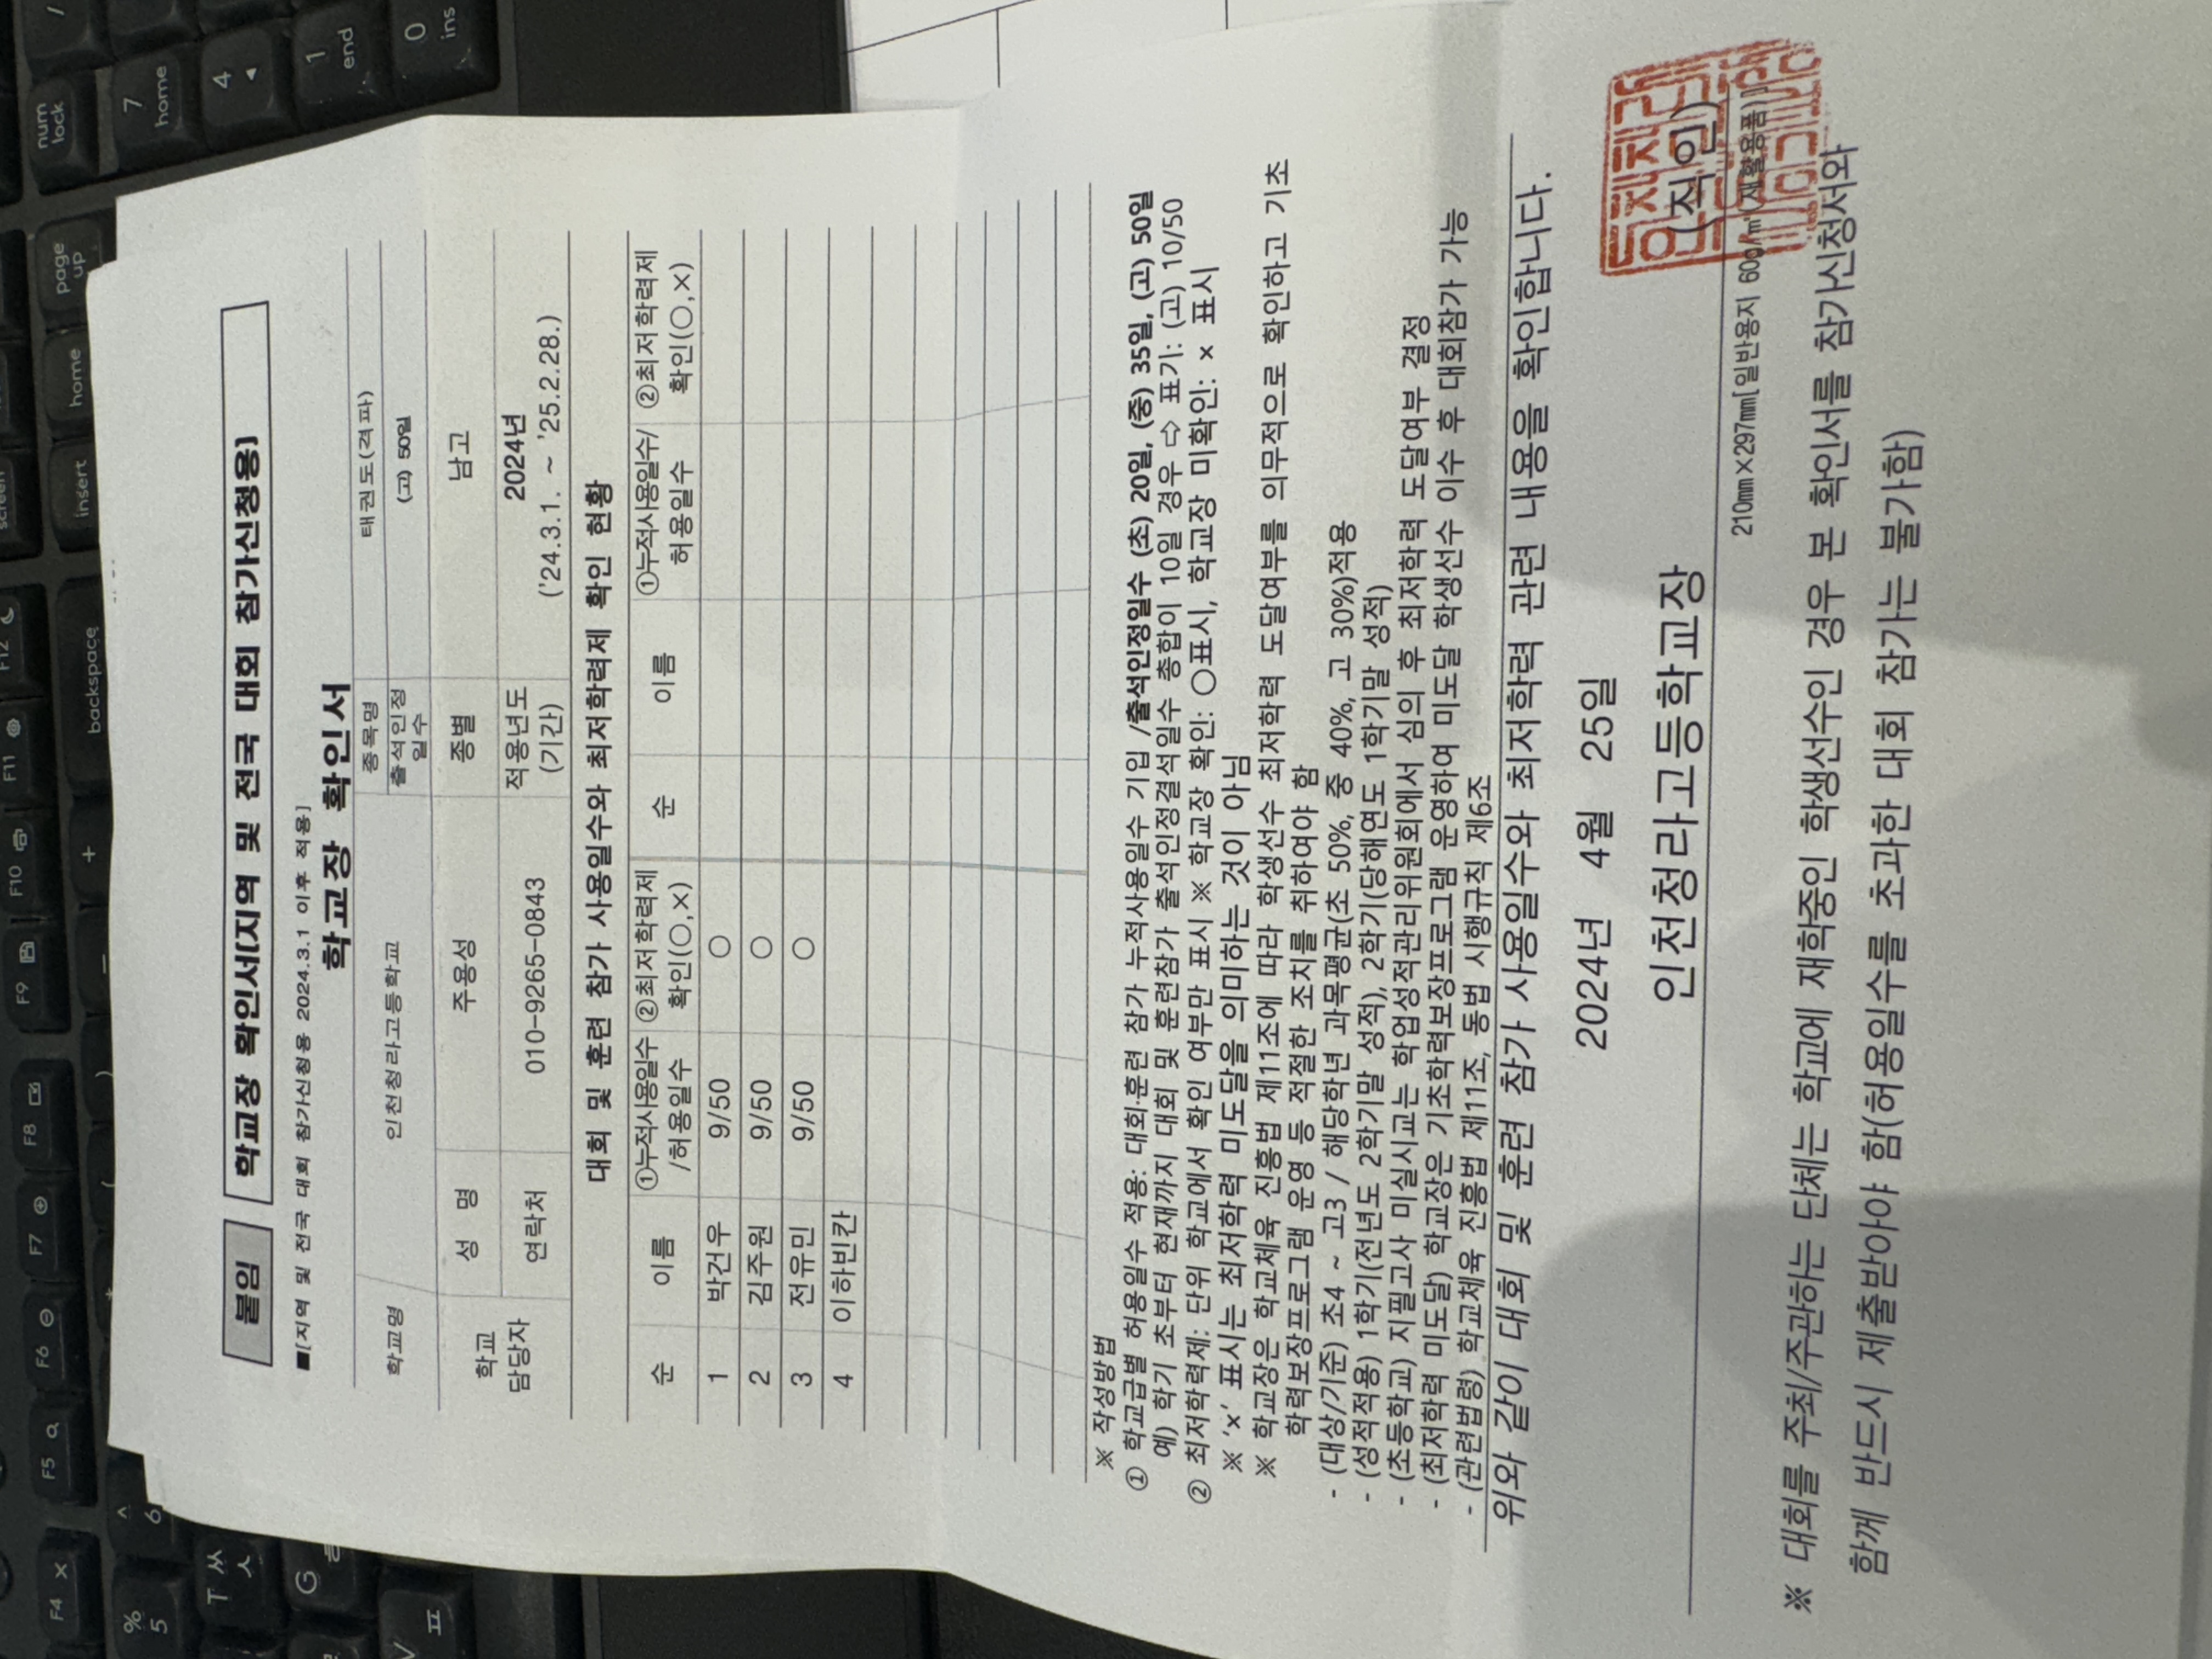 붙임 학교장 확인서(지역 및 전국 대회 참가신청용)
■[지역 및 전국 대회 참가신청용 2024.3.1 이후 적용]
학교장 확인서
학교명 인천청라고등학교 종목명 태권도(격파)
출석인정일수 (고) 50일
학교 담당자 성 명 주용성 종별 남고
연락처 010-9265-0843 적용년도 (기간) 2024년 ('24.3.1. ~ '25.2.28.)
대회 및 훈련 참가 사용일수와 최저학력제 확인 현황
순 이름 ①누적사용일수/허용일수 ②최저학력제 확인(○,×) 순 이름 ①누적사용일수/허용일수 ②최저학력제 확인(○,×)
1 박건우 9/50 ○
2 김주원 9/50 ○
3 전유민 9/50 ○
4 이하빈칸
※ 작성방법
① 학교급별 허용일수 적용: 대회·훈련 참가 누적사용일수 기입 /출석인정일수 (초) 20일, (중) 35일, (고) 50일
예) 학기 초부터 현재까지 대회 및 훈련참가 출석인정결석일수 총합이 10일 경우 ⇨ 표기: (고) 10/50
② 최저학력제: 단위 학교에서 확인 여부만 표시 ※ 학교장 확인: ○표시, 학교장 미확인: × 표시
※ 'x' 표시는 최저학력 미도달을 의미하는 것이 아님
※ 학교장은 학교체육 진흥법 제11조에 따라 학생선수 최저학력 도달여부를 의무적으로 확인하고 기초
학력보장프로그램 운영 등 적절한 조치를 취하여야 함
- (대상/기준) 초4 ~ 고3 / 해당학년 과목평균(초 50%, 중 40%, 고 30%)적용
- (성적적용) 1학기(전년도 2학기말 성적), 2학기(당해연도 1학기말 성적)
- (초등학교) 지필고사 미실시교는 학업성적관리위원회에서 심의 후 최저학력 도달여부 결정
- (최저학력 미도달) 학교장은 기초학력보장프로그램 운영하여 미도달 학생선수 이수 후 대회참가 가능
- (관련법령) 학교체육 진흥법 제11조, 동법 시행규칙 제6조
위와 같이 대회 및 훈련 참가 사용일수와 최저학력 관련 내용을 확인합니다.
2024년 4월 25일
인천청라고등학교장 (직인)
210㎜×297㎜[일반용지 60g/㎡(재활용품)]
※ 대회를 주최/주관하는 단체는 학교에 재학중인 학생선수인 경우 본 확인서를 참가신청서와
함께 반드시 제출받아야 함(허용일수를 초과한 대회 참가는 불가함)
num lock
/
7 home
4 ◂
1 end
0 ins
page up
home
insert
backspace
F12
F11
F10
F9
F8
F7
F6
F5
F4
+
^ 6
% 5
T ㅆ ㅅ
G
ㅍ